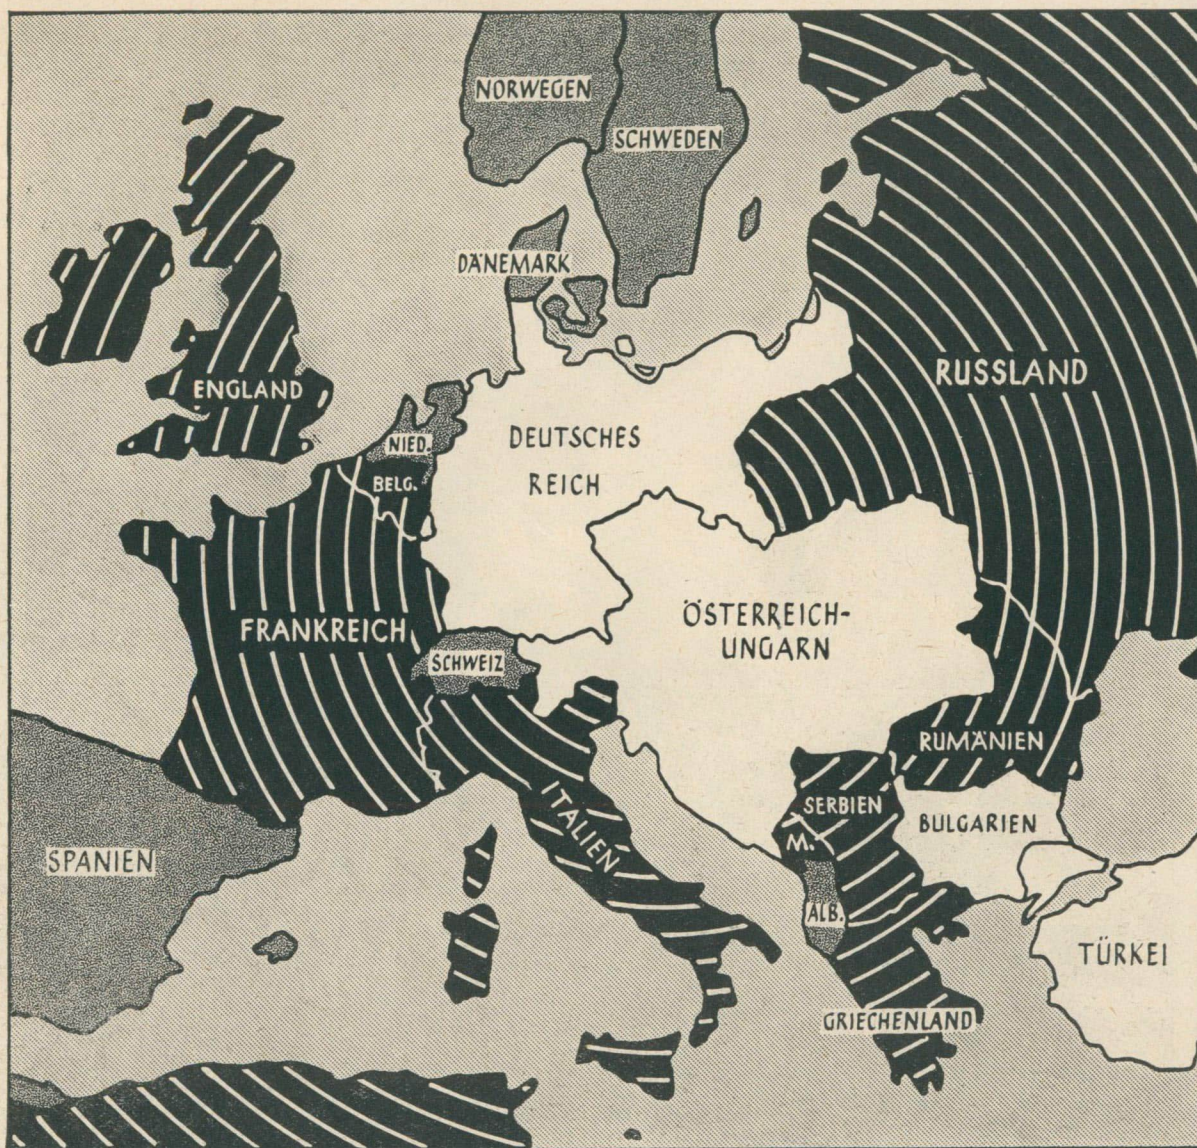 NORWEGEN
SCHWEDEN
DÄNEMARK
ENGLAND
RUSSLAND
NIED.
DEUTSCHES
REICH
BELG.
FRANKREICH
ÖSTERREICH-
UNGARN
SCHWEIZ
RUMÄNIEN
ITALIEN
SERBIEN
BULGARIEN
M.
SPANIEN
ALB.
TÜRKEI
GRIECHENLAND